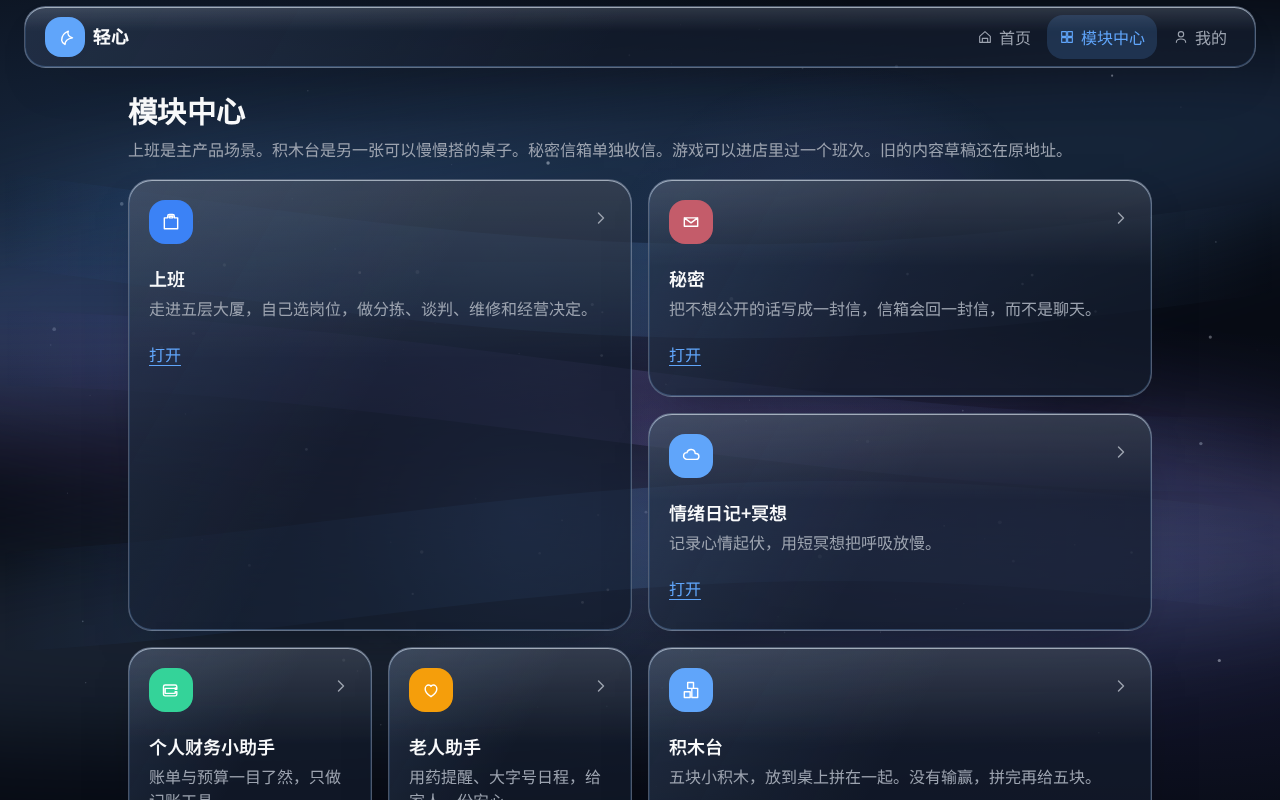 轻心
首页
模块中心
我的
模块中心
上班是主产品场景。积木台是另一张可以慢慢搭的桌子。秘密信箱单独收信。游戏可以进店里过一个班次。旧的内容草稿还在原地址。
上班
走进五层大厦，自己选岗位，做分拣、谈判、维修和经营决定。
打开
秘密
把不想公开的话写成一封信，信箱会回一封信，而不是聊天。
打开
情绪日记+冥想
记录心情起伏，用短冥想把呼吸放慢。
打开
个人财务小助手
账单与预算一目了然，只做
记账工具
老人助手
用药提醒、大字号日程，给
家人一份安心
积木台
五块小积木，放到桌上拼在一起。没有输赢，拼完再给五块。